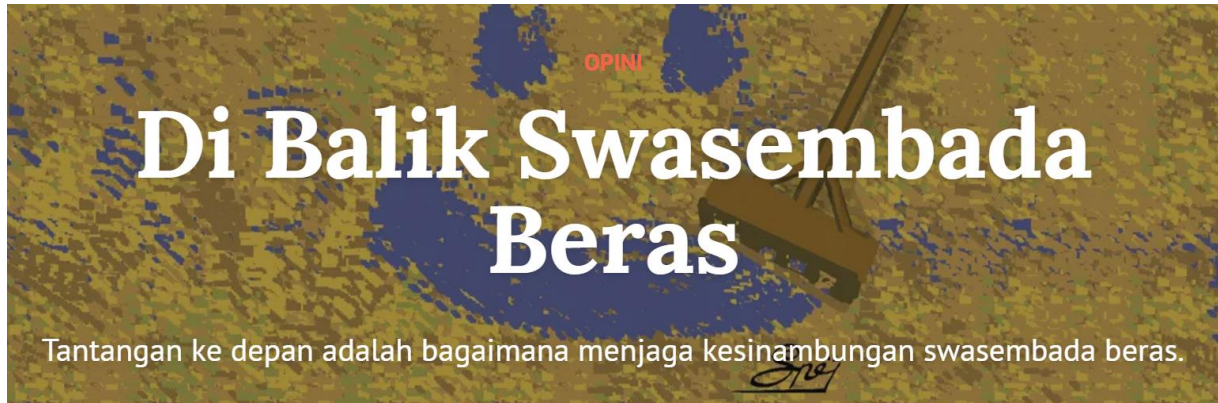 OPINI
Di Balik Swasembada
Beras
Tantangan ke depan adalah bagaimana menjaga kesinambungan swasembada beras.